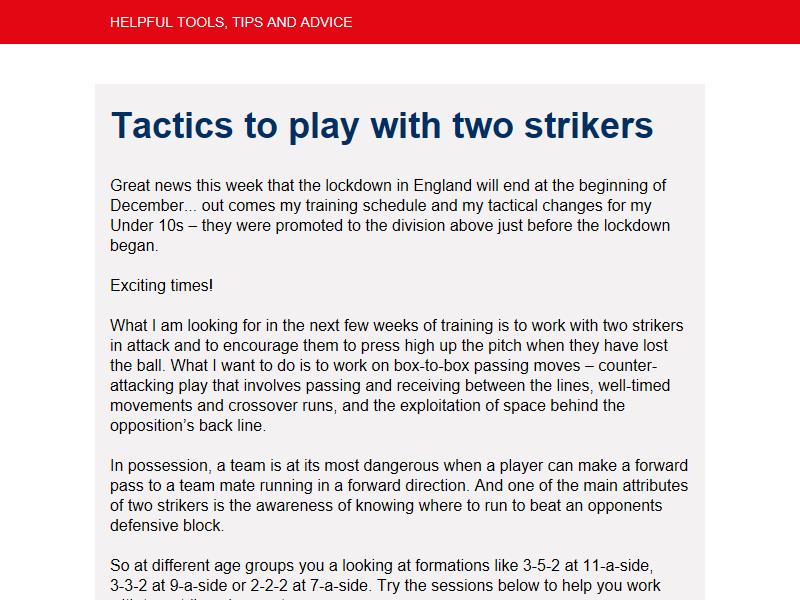 HELPFUL TOOLS, TIPS AND ADVICE
Tactics to play with two strikers
Great news this week that the lockdown in England will end at the beginning of
December... out comes my training schedule and my tactical changes for my
Under 10s – they were promoted to the division above just before the lockdown
began.
Exciting times!
What I am looking for in the next few weeks of training is to work with two strikers
in attack and to encourage them to press high up the pitch when they have lost
the ball. What I want to do is to work on box-to-box passing moves – counter-
attacking play that involves passing and receiving between the lines, well-timed
movements and crossover runs, and the exploitation of space behind the
opposition’s back line.
In possession, a team is at its most dangerous when a player can make a forward
pass to a team mate running in a forward direction. And one of the main attributes
of two strikers is the awareness of knowing where to run to beat an opponents
defensive block.
So at different age groups you a looking at formations like 3-5-2 at 11-a-side,
3-3-2 at 9-a-side or 2-2-2 at 7-a-side. Try the sessions below to help you work